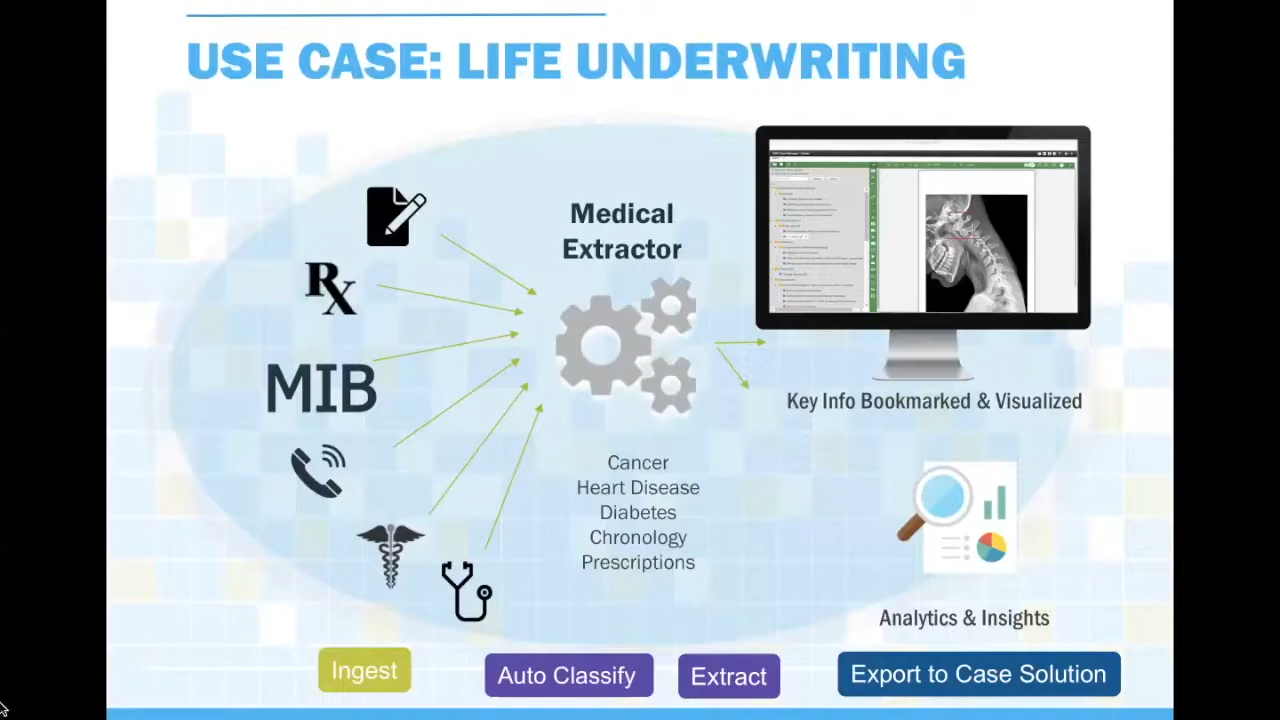 USE CASE: LIFE UNDERWRITING
Rx
MIB
Medical
Extractor
Cancer
Heart Disease
Diabetes
Chronology
Prescriptions
Key Info Bookmarked & Visualized
Analytics & Insights
Ingest
Auto Classify
Extract
Export to Case Solution